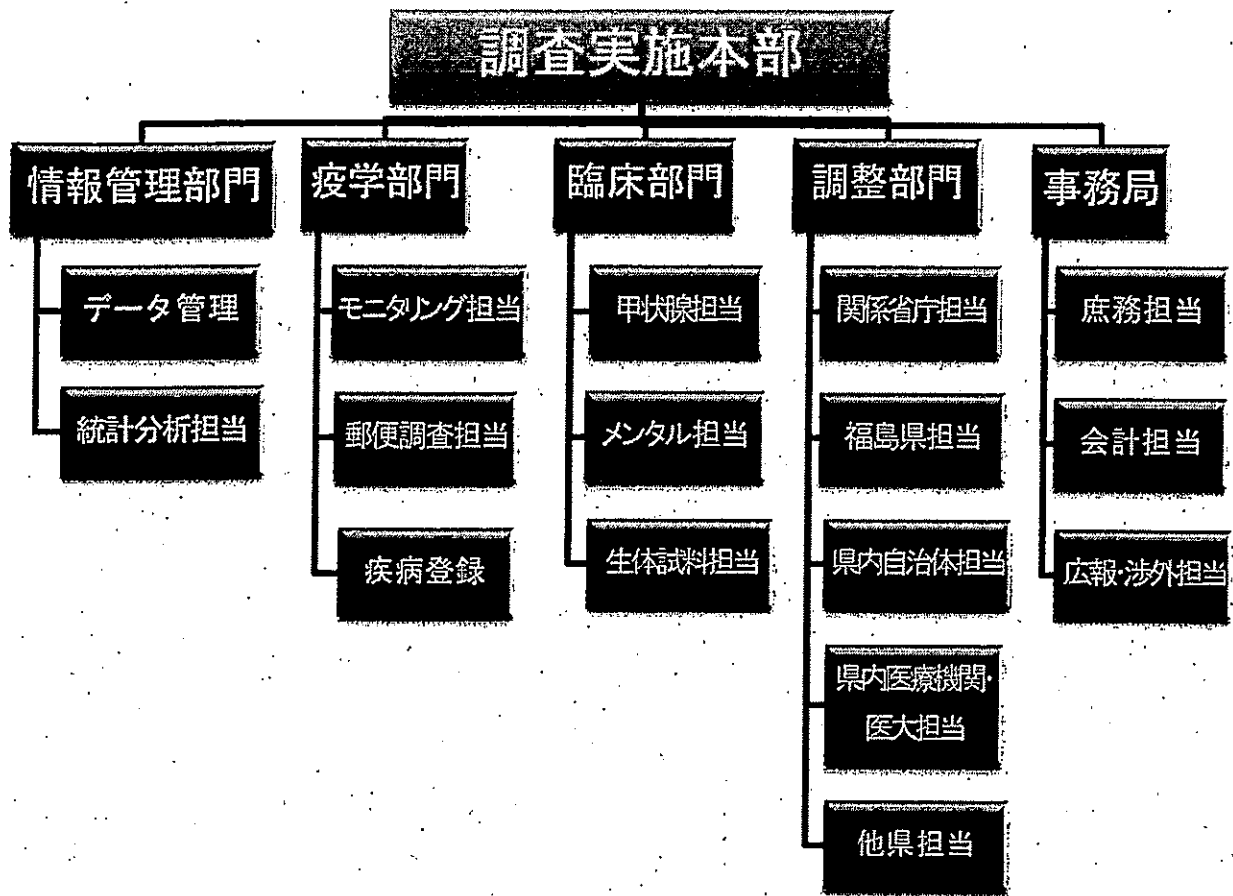 調査実施本部
情報管理部門
データ管理
統計分析担当
疫学部門
モニタリング担当
郵便調査担当
疾病登録
臨床部門
甲状腺担当
メンタル担当
生体試料担当
調整部門
関係省庁担当
福島県担当
県内自治体担当
県内医療機関・
医大担当
他県担当
事務局
庶務担当
会計担当
広報・渉外担当